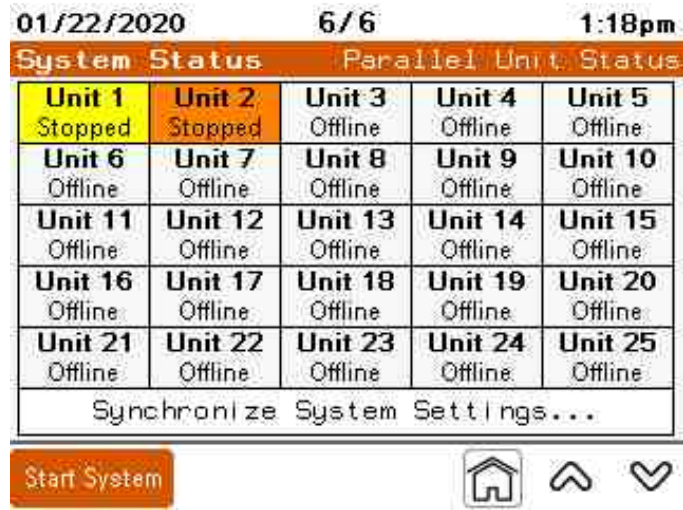 01/22/2020 6/6 1:18pm
System Status Parallel Unit Status
Unit 1 Unit 2 Unit 3 Unit 4 Unit 5
Stopped Stopped Offline Offline Offline
Unit 6 Unit 7 Unit 8 Unit 9 Unit 10
Offline Offline Offline Offline Offline
Unit 11 Unit 12 Unit 13 Unit 14 Unit 15
Offline Offline Offline Offline Offline
Unit 16 Unit 17 Unit 18 Unit 19 Unit 20
Offline Offline Offline Offline Offline
Unit 21 Unit 22 Unit 23 Unit 24 Unit 25
Offline Offline Offline Offline Offline
Synchronize System Settings...
Start System